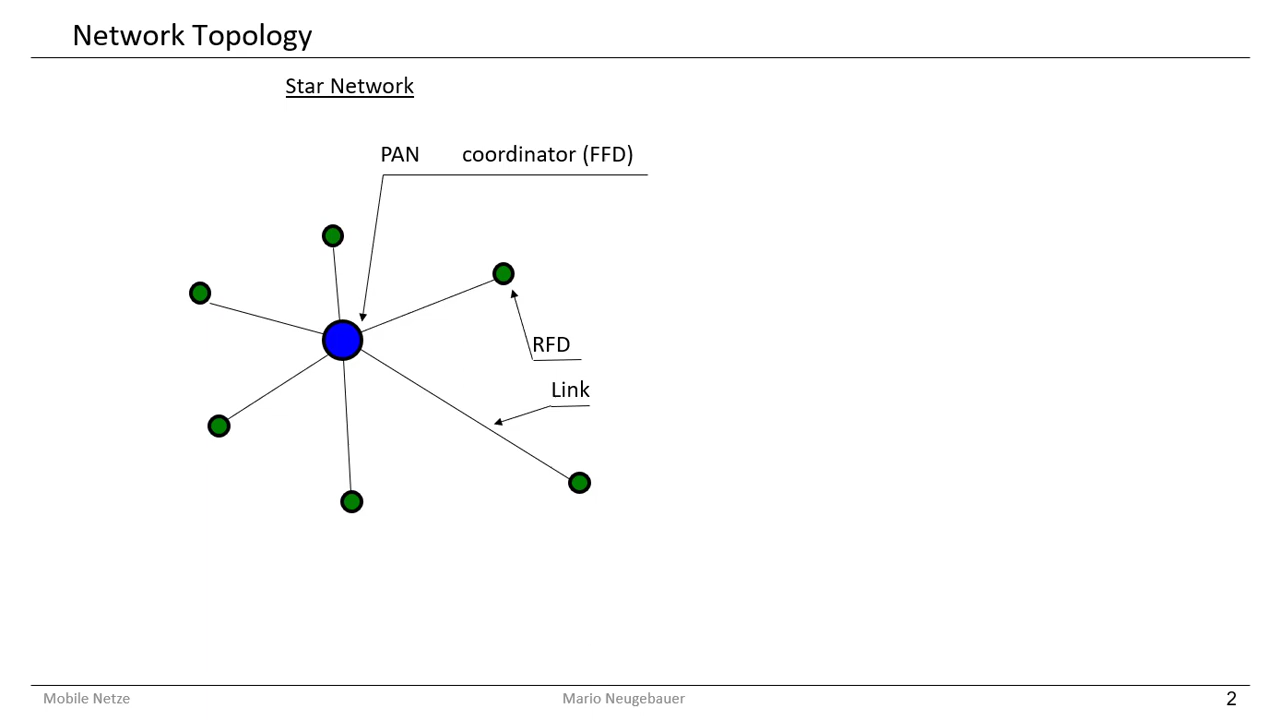 Network Topology
Star Network
PAN coordinator (FFD)
RFD
Link
Mobile Netze
Mario Neugebauer
2